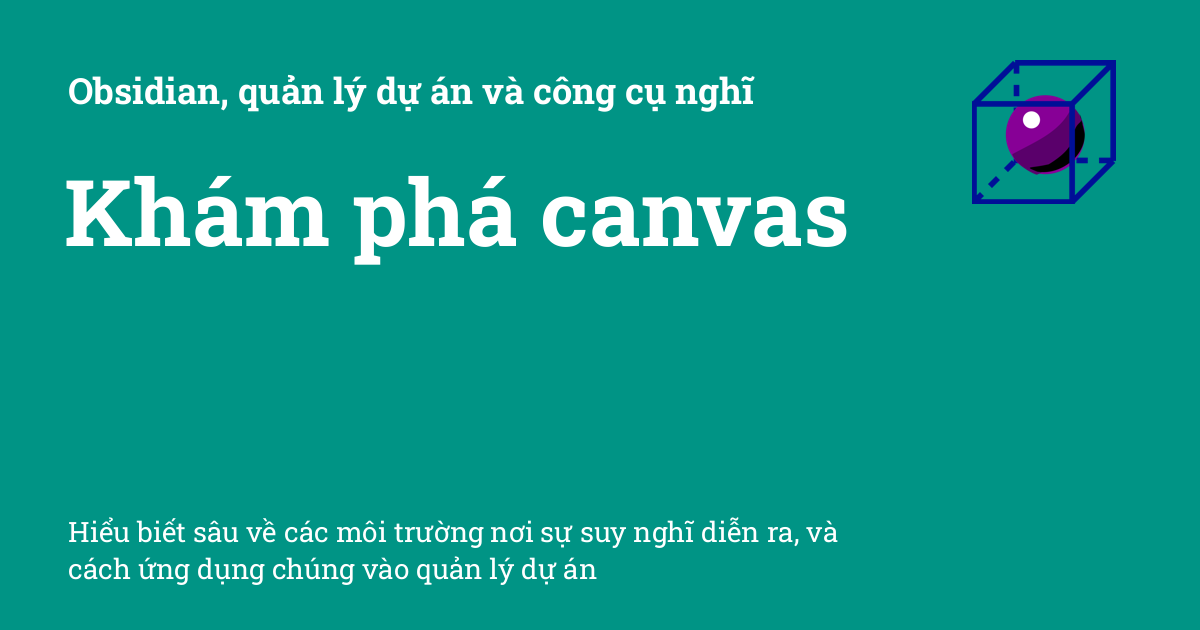 Obsidian, quản lý dự án và công cụ nghĩ
Khám phá canvas
Hiểu biết sâu về các môi trường nơi sự suy nghĩ diễn ra, và
cách ứng dụng chúng vào quản lý dự án